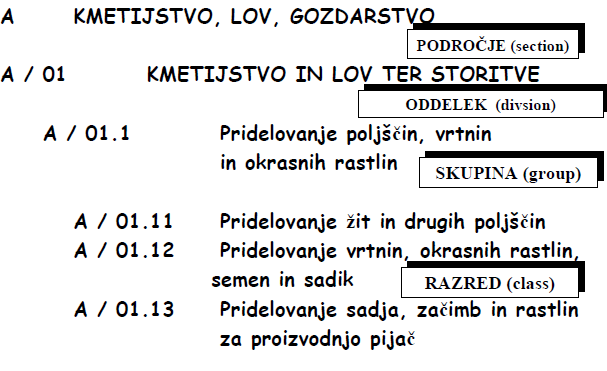 A KMETIJSTVO, LOV, GOZDARSTVO
PODROČJE (section)
A / 01 KMETIJSTVO IN LOV TER STORITVE
ODDELEK (divsion)
A / 01.1 Pridelovanje poljščin, vrtnin
in okrasnih rastlin
SKUPINA (group)
A / 01.11 Pridelovanje žit in drugih poljščin
A / 01.12 Pridelovanje vrtnin, okrasnih rastlin,
semen in sadik
RAZRED (class)
A / 01.13 Pridelovanje sadja, začimb in rastlin
za proizvodnjo pijač